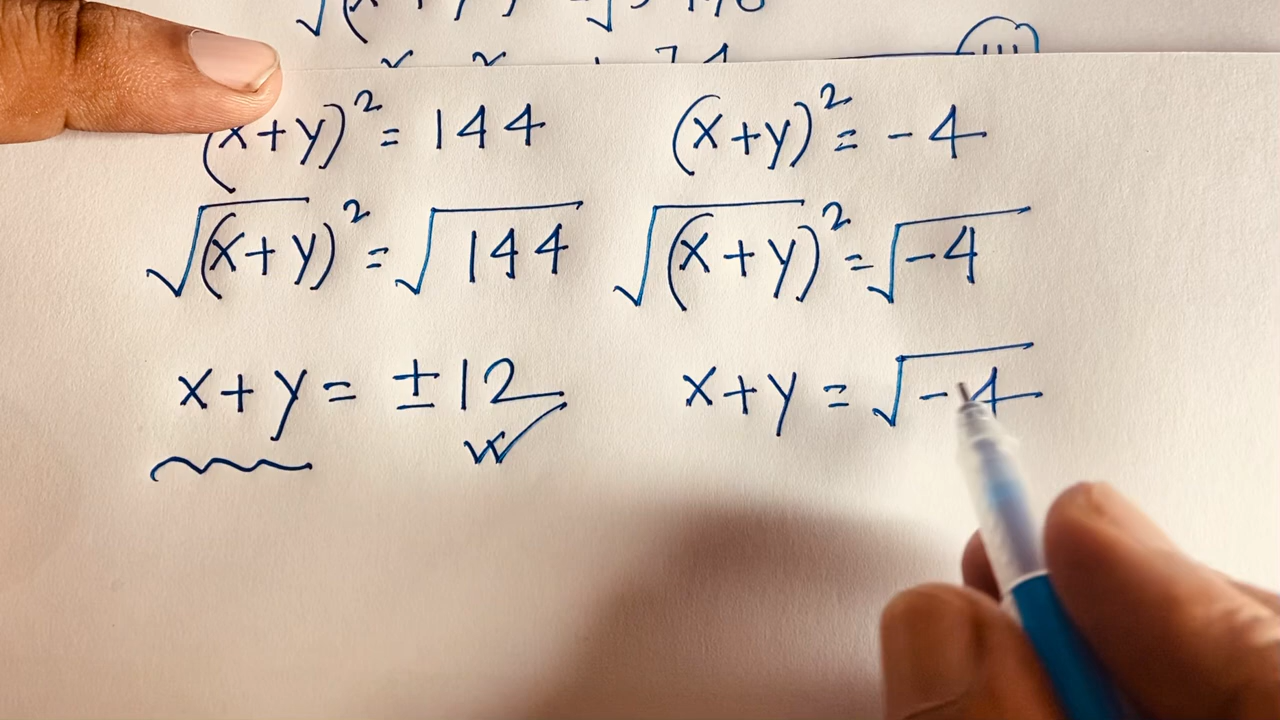 (x+y)² = 144
(x+y)² = -4
√(x+y)² = √144
√(x+y)² = √-4
x+y = ±12
x+y = √-4